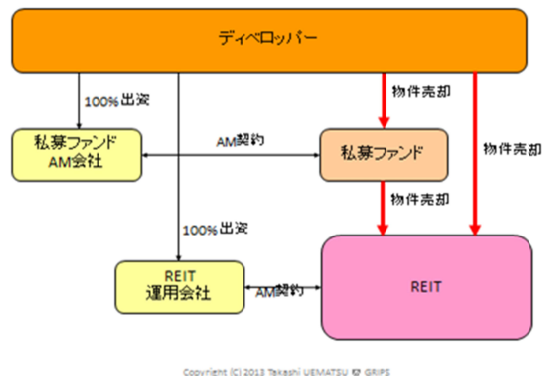 ディベロッパー
100%出資
物件売却
物件売却
私募ファンド
AM会社
AM契約
私募ファンド
物件売却
100%出資
REIT
運用会社
AM契約
REIT
Copyright (C)2013 Takashi UEMATSU GRIPS